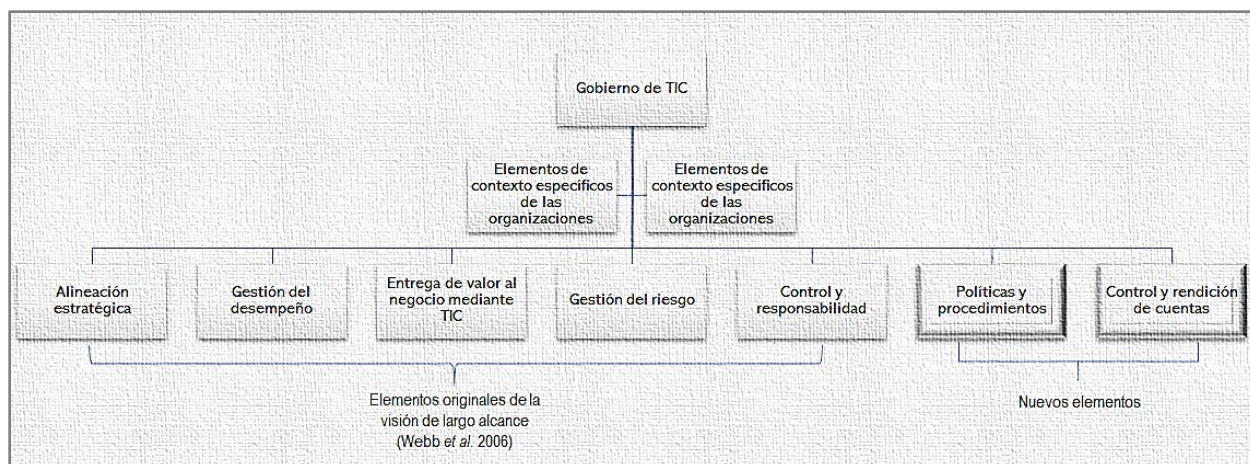 Gobierno de TIC
Elementos de
contexto específicos
de las
organizaciones
Elementos de
contexto específicos
de las
organizaciones
Alineación
estratégica
Gestión del
desempeño
Entrega de valor al
negocio mediante
TIC
Gestión del riesgo
Control y
responsabilidad
Políticas y
procedimientos
Control y rendición
de cuentas
Elementos originales de la
visión de largo alcance
(Webb et al. 2006)
Nuevos elementos